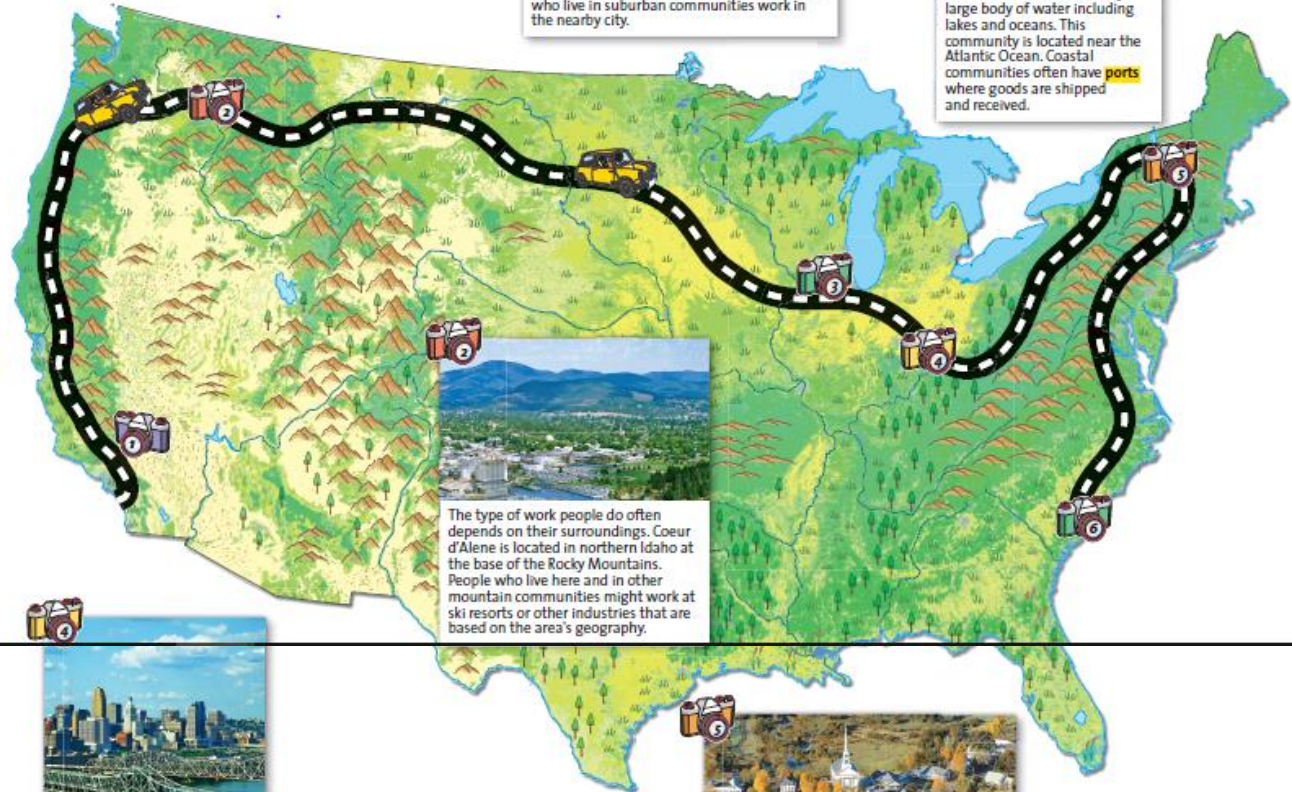 who live in suburban communities work in
the nearby city.
large body of water including
lakes and oceans. This
community is located near the
Atlantic Ocean. Coastal
communities often have ports
where goods are shipped
and received.
2
5
3
4
2
1
6
The type of work people do often
depends on their surroundings. Coeur
d'Alene is located in northern Idaho at
the base of the Rocky Mountains.
People who live here and in other
mountain communities might work at
ski resorts or other industries that are
based on the area's geography.
4
5